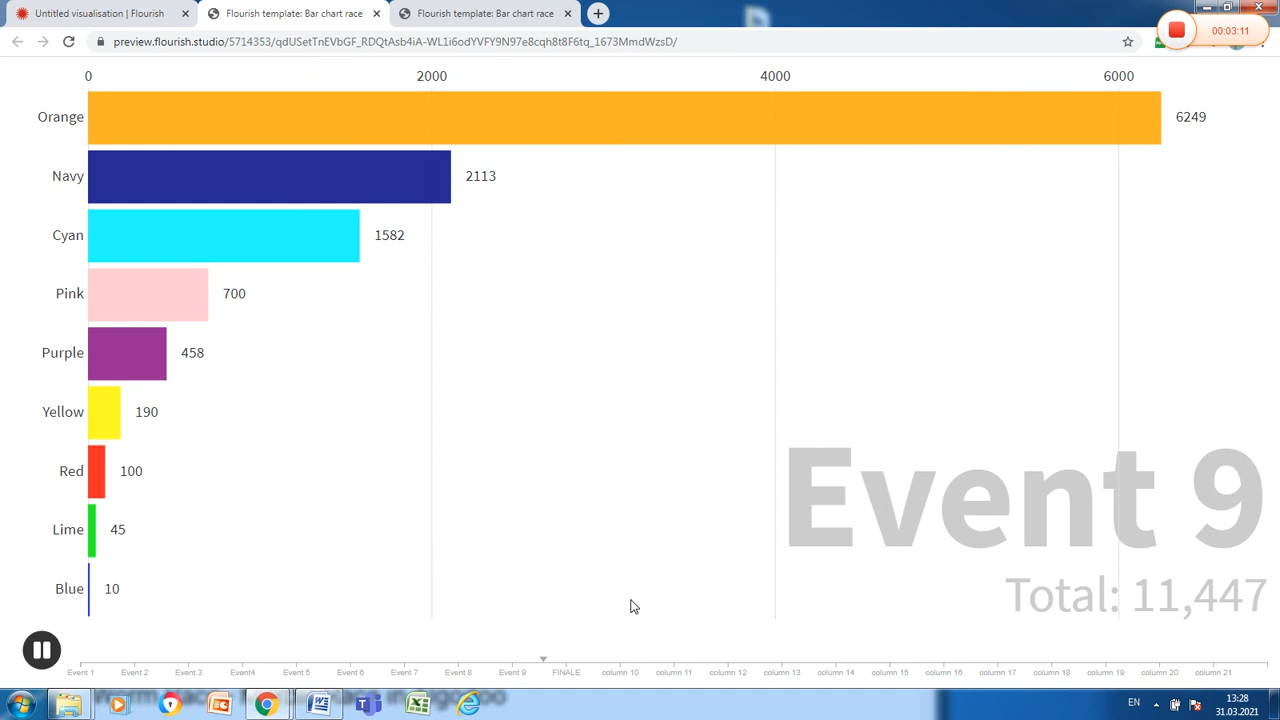 Untitled visualisation | Flourish
Flourish template: Bar chart race
Flourish template: Bar chart race
00:03:11
preview.flourish.studio/5714353/qdUSetTnEVbGF_RDQtAsb4iA-WL1i6odYVFY9N97e8cqh8t8F6tq_1673MmdWzsD/
0 2000 4000 6000
Orange 6249
Navy 2113
Cyan 1582
Pink 700
Purple 458
Yellow 190
Red 100
Lime 45
Blue 10
Event 9
Total: 11,447
Event 1 Event 2 Event 3 Event4 Event 5 Event 6 Event 7 Event 8 Event 9 FINALE column 10 column 11 column 12 column 13 column 14 column 15 column 16 column 17 column 18 column 19 column 20 column 21
EN
13:28
31.03.2021